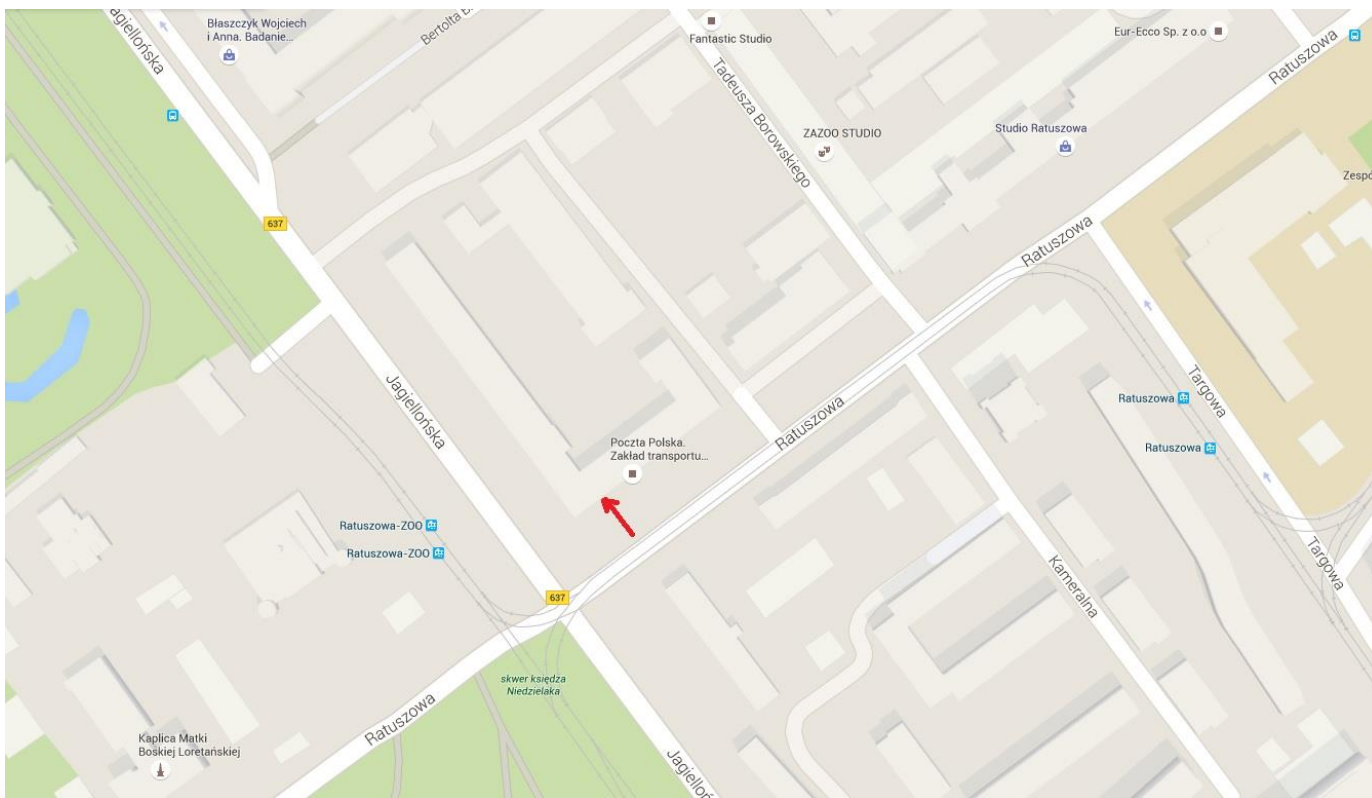 Jagiellońska
Błaszczyk Wojciech
i Anna. Badanie...
Bertolta B
Fantastic Studio
Tadeusza Borowskiego
Eur-Ecco Sp. z o.o
Ratuszowa
ZAZOO STUDIO
Studio Ratuszowa
Zespó
637
Ratuszowa
Jagiellońska
Ratuszowa
Targowa
Ratuszowa
Ratuszowa
Poczta Polska.
Zakład transportu...
Ratuszowa-ZOO
Ratuszowa-ZOO
637
Kameralna
Targowa
skwer księdza
Niedzielaka
Ratuszowa
Kaplica Matki
Boskiej Loretańskiej
Jagielloń